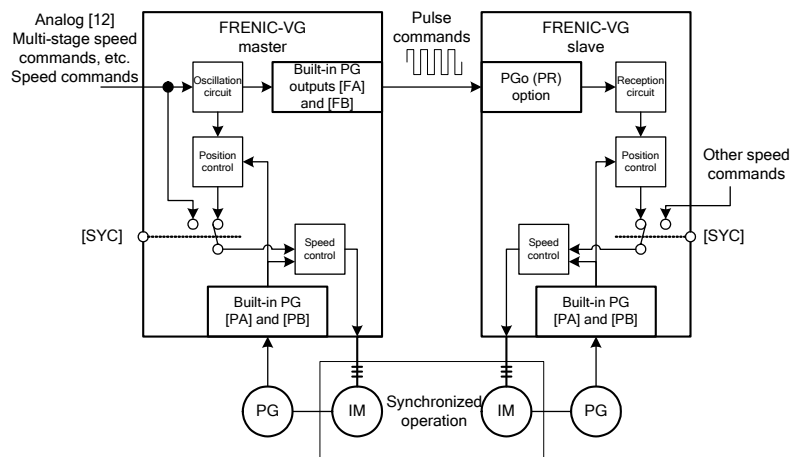 Analog [12]
Multi-stage speed
commands, etc.
Speed commands
FRENIC-VG
master
Oscillation
circuit
Built-in PG
outputs [FA]
and [FB]
Position
control
[SYC]
Speed
control
Built-in PG
[PA] and [PB]
PG
IM
Pulse
commands
FRENIC-VG
slave
PGo (PR)
option
Reception
circuit
Position
control
Other speed
commands
[SYC]
Speed
control
Built-in PG
[PA] and [PB]
Synchronized
operation
IM
PG